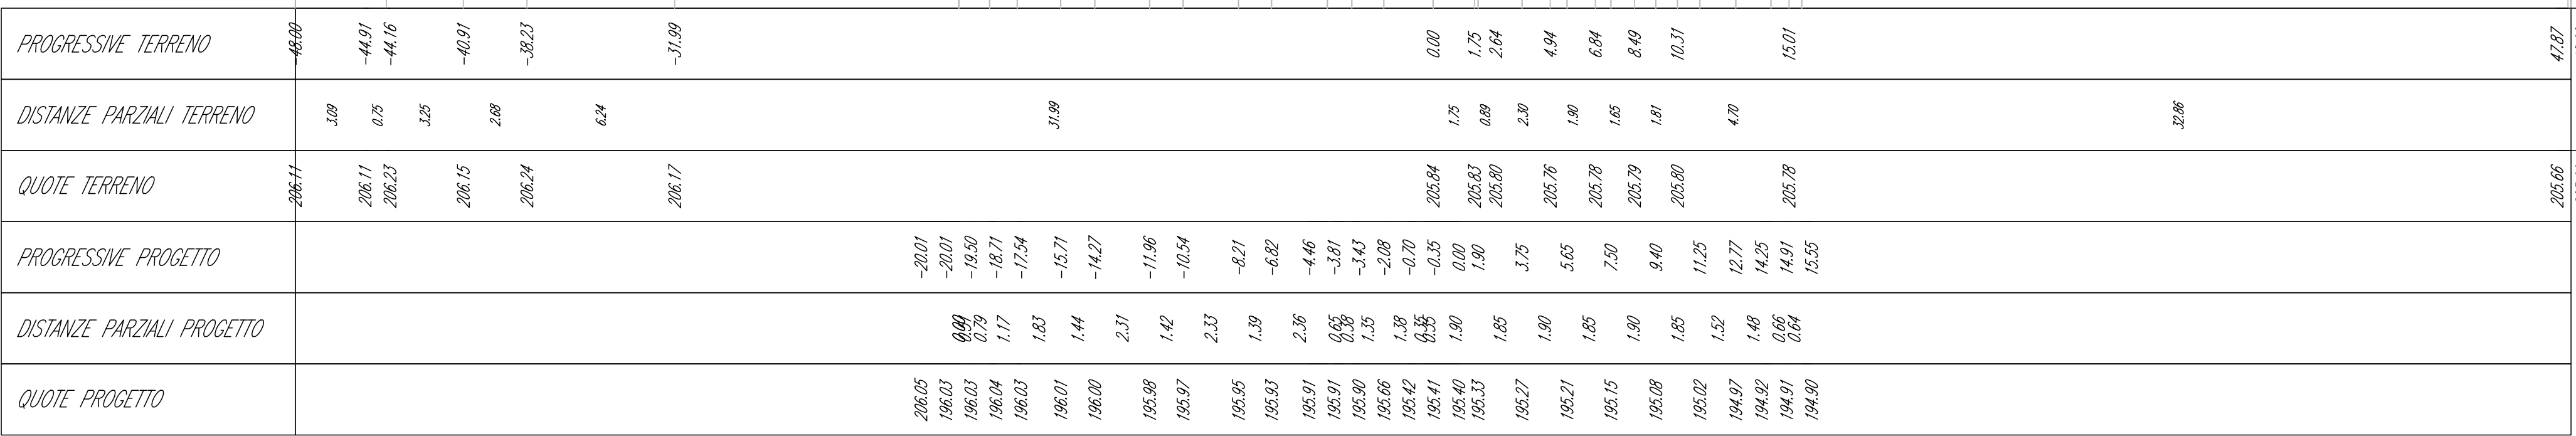 PROGRESSIVE TERRENO -48.00 -44.91 -44.16 -40.91 -38.23 -31.99 0.00 1.75 2.64 4.94 6.84 8.49 10.31 15.01 47.87
DISTANZE PARZIALI TERRENO 3.09 0.75 3.25 2.68 6.24 31.99 1.75 0.89 2.30 1.90 1.65 1.81 4.70 32.86
QUOTE TERRENO 206.11 206.11 206.23 206.15 206.24 206.17 205.84 205.83 205.80 205.76 205.78 205.79 205.80 205.78 205.66
PROGRESSIVE PROGETTO -20.01 -20.01 -19.50 -18.71 -17.54 -15.71 -14.27 -11.96 -10.54 -8.21 -6.82 -4.46 -3.81 -3.43 -2.08 -0.70 -0.35 0.00 1.90 3.75 5.65 7.50 9.40 11.25 12.77 14.25 14.91 15.55
DISTANZE PARZIALI PROGETTO 0.79 1.17 1.83 1.44 2.31 1.42 2.33 1.39 2.36 0.65 0.38 1.35 1.38 0.35 0.35 1.90 1.85 1.90 1.85 1.90 1.85 1.52 1.48 0.66 0.64
QUOTE PROGETTO 206.05 196.03 196.03 196.04 196.03 196.01 196.00 195.98 195.97 195.95 195.93 195.91 195.91 195.90 195.66 195.42 195.41 195.40 195.33 195.27 195.21 195.15 195.08 195.02 194.97 194.92 194.91 194.90